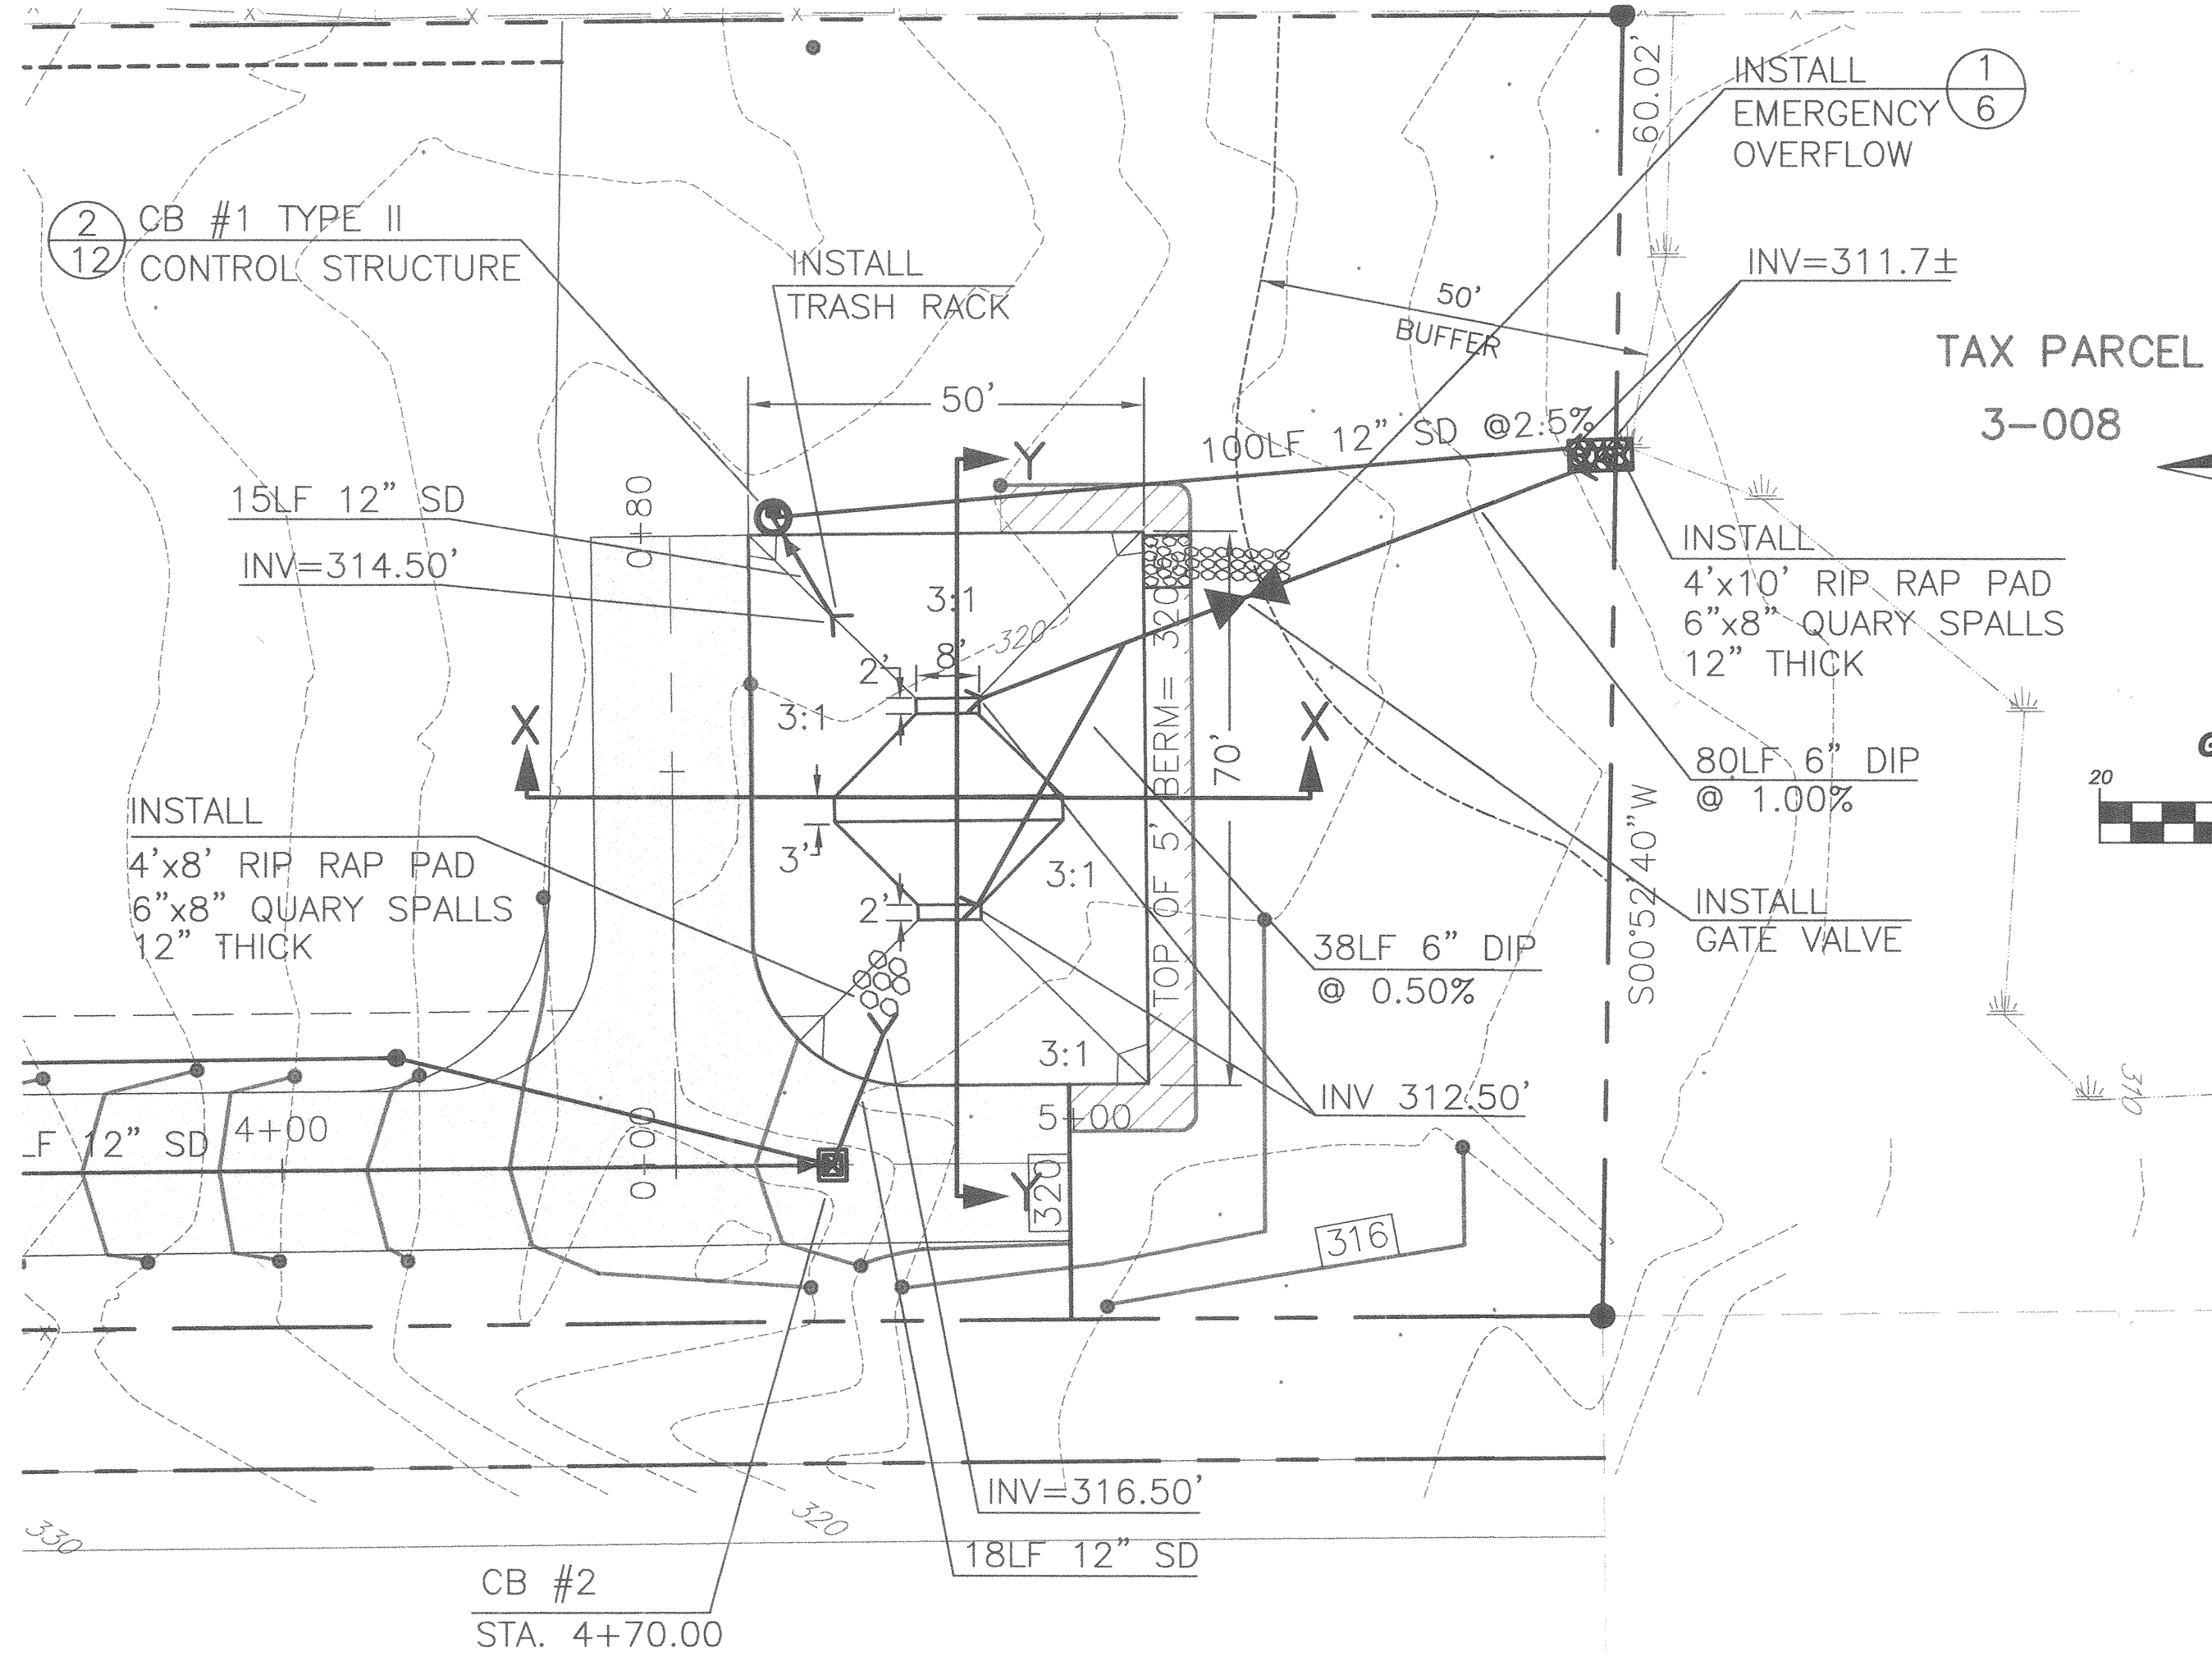 INSTALL
EMERGENCY
OVERFLOW
1
6
60.02'
2
12
CB #1 TYPE II
CONTROL STRUCTURE
INSTALL
TRASH RACK
INV=311.7±
50'
BUFFER
TAX PARCEL
3-008
50'
Y
100LF 12" SD @2.5%
15LF 12" SD
INV=314.50'
0+80
3:1
320
8'
2'
3:1
X
X
INSTALL
4'x10' RIP RAP PAD
6"x8" QUARY SPALLS
12" THICK
TOP OF 5' BERM= 320
70'
80LF 6" DIP
@ 1.00%
20
INSTALL
4'x8' RIP RAP PAD
6"x8" QUARY SPALLS
12" THICK
3'
3:1
2'
S00°52'40"W
INSTALL
GATE VALVE
38LF 6" DIP
@ 0.50%
3:1
INV 312.50'
310
LF 12" SD
4+00
0+00
5+00
320
Y
316
INV=316.50'
18LF 12" SD
320
330
CB #2
STA. 4+70.00